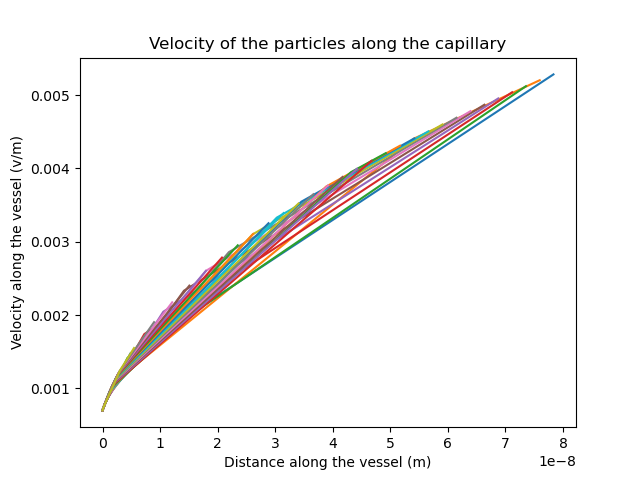 Velocity of the particles along the capillary
Velocity along the vessel (v/m)
0.005
0.004
0.003
0.002
0.001
0 1 2 3 4 5 6 7 8
1e−8
Distance along the vessel (m)